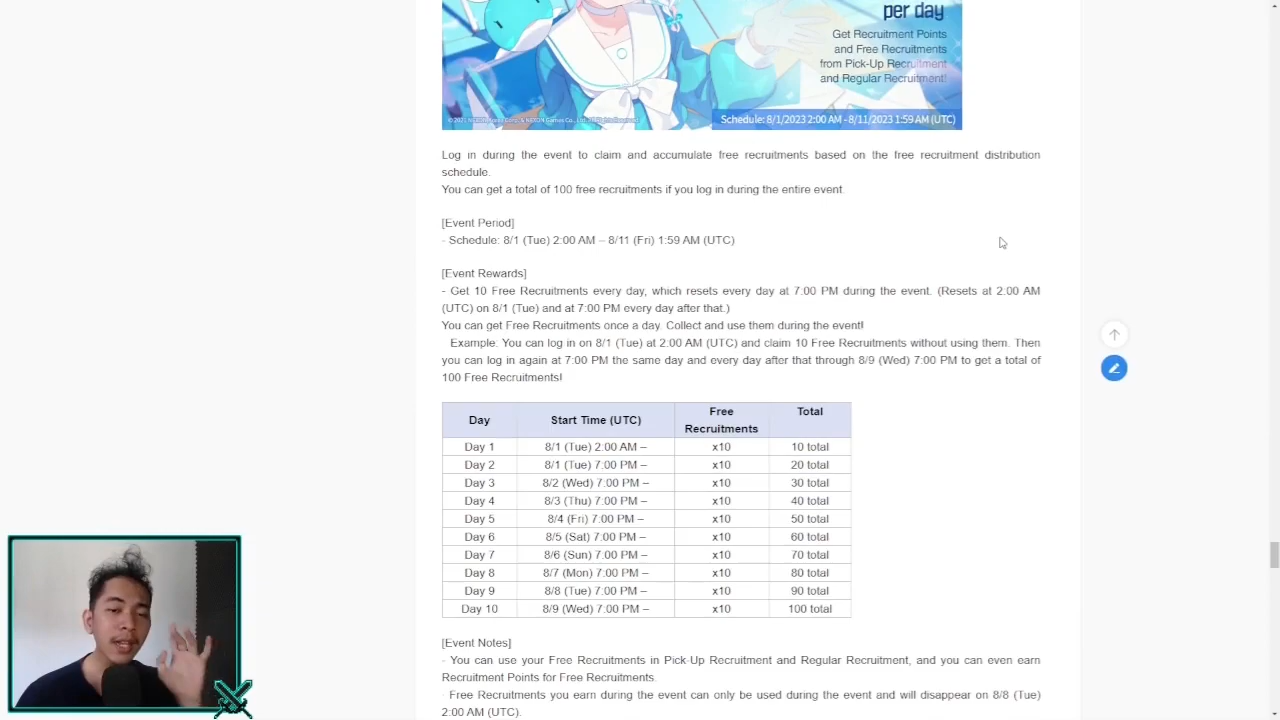 per day
Get Recruitment Points
and Free Recruitments
from Pick-Up Recruitment
and Regular Recruitment!
Schedule: 8/1/2023 2:00 AM - 8/11/2023 1:59 AM (UTC)
Log in during the event to claim and accumulate free recruitments based on the free recruitment distribution
schedule.
You can get a total of 100 free recruitments if you log in during the entire event.
[Event Period]
- Schedule: 8/1 (Tue) 2:00 AM – 8/11 (Fri) 1:59 AM (UTC)
[Event Rewards]
- Get 10 Free Recruitments every day, which resets every day at 7:00 PM during the event. (Resets at 2:00 AM
(UTC) on 8/1 (Tue) and at 7:00 PM every day after that.)
You can get Free Recruitments once a day. Collect and use them during the event!
Example: You can log in on 8/1 (Tue) at 2:00 AM (UTC) and claim 10 Free Recruitments without using them. Then
you can log in again at 7:00 PM the same day and every day after that through 8/9 (Wed) 7:00 PM to get a total of
100 Free Recruitments!
Day Start Time (UTC) Free Recruitments Total
Day 1 8/1 (Tue) 2:00 AM – x10 10 total
Day 2 8/1 (Tue) 7:00 PM – x10 20 total
Day 3 8/2 (Wed) 7:00 PM – x10 30 total
Day 4 8/3 (Thu) 7:00 PM – x10 40 total
Day 5 8/4 (Fri) 7:00 PM – x10 50 total
Day 6 8/5 (Sat) 7:00 PM – x10 60 total
Day 7 8/6 (Sun) 7:00 PM – x10 70 total
Day 8 8/7 (Mon) 7:00 PM – x10 80 total
Day 9 8/8 (Tue) 7:00 PM – x10 90 total
Day 10 8/9 (Wed) 7:00 PM – x10 100 total
[Event Notes]
- You can use your Free Recruitments in Pick-Up Recruitment and Regular Recruitment, and you can even earn
Recruitment Points for Free Recruitments.
- Free Recruitments you earn during the event can only be used during the event and will disappear on 8/8 (Tue)
2:00 AM (UTC).